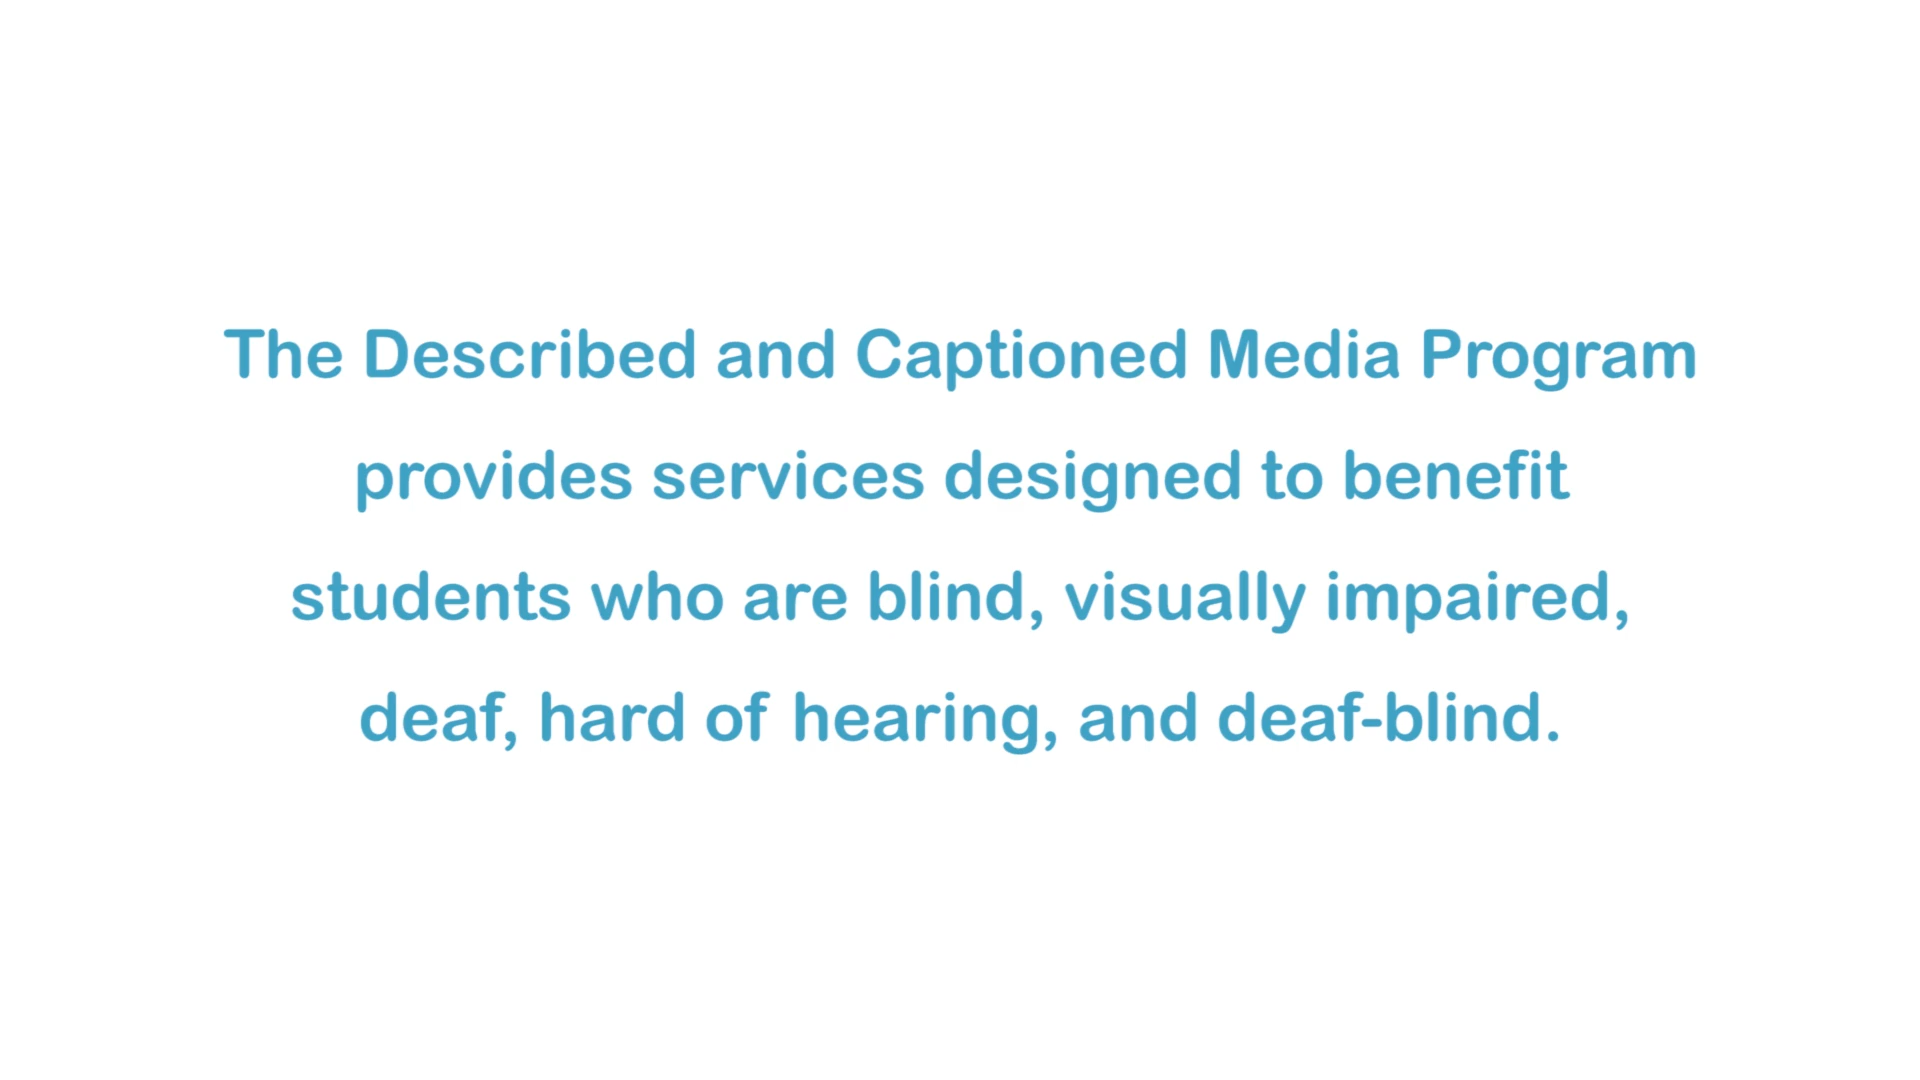 The Described and Captioned Media Program
provides services designed to benefit
students who are blind, visually impaired,
deaf, hard of hearing, and deaf-blind.